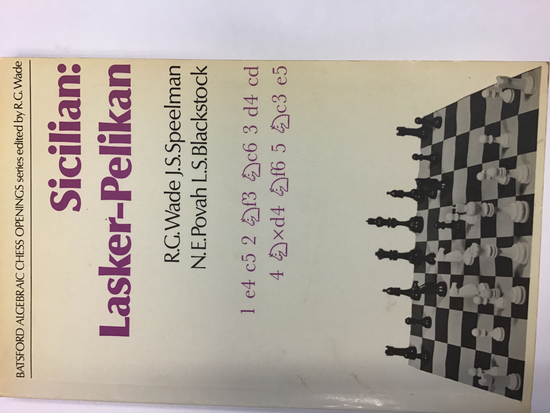 BATSFORD ALGEBRAIC CHESS OPENINGS series edited by R.G.Wade
Sicilian:
Lasker-Pelikan
R.G.Wade J.S.Speelman
N.E.Povah L.S.Blackstock
1 e4 c5 2 ♘f3 ♘c6 3 d4 cd
4 ♘×d4 ♘f6 5 ♘c3 e5